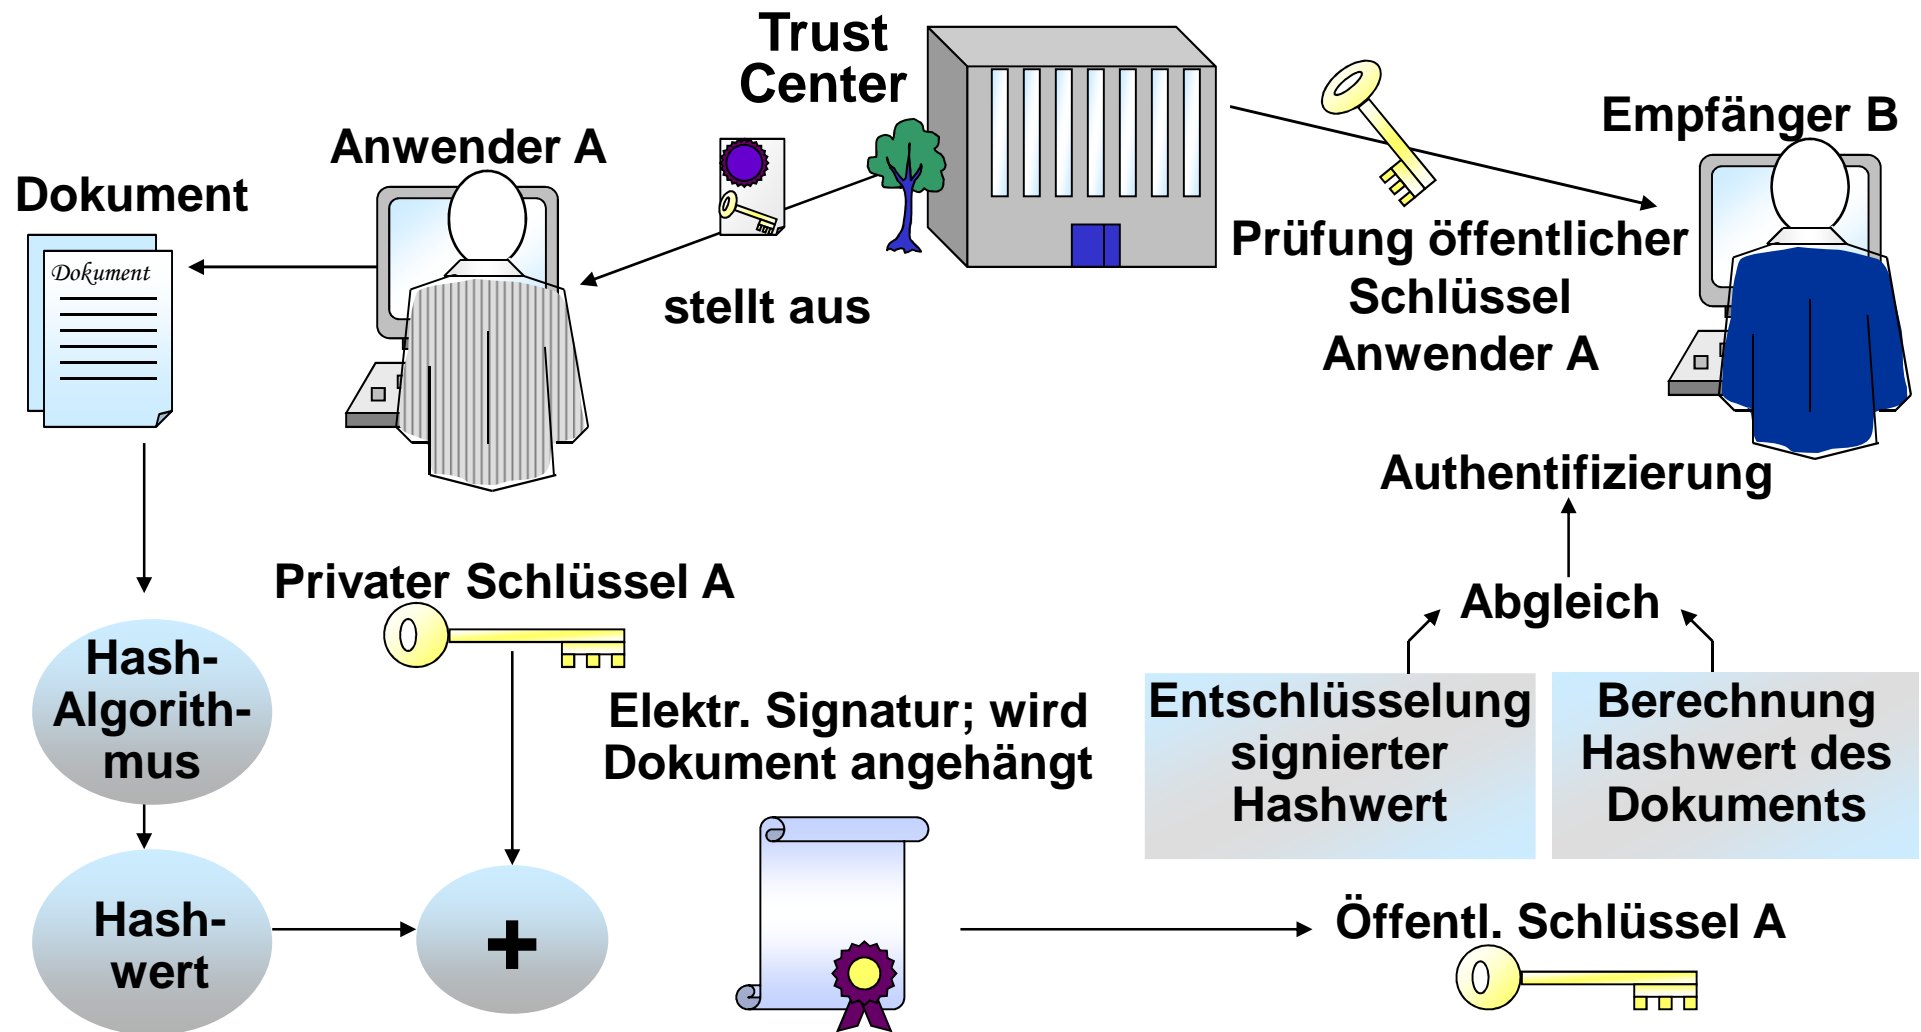 Trust
Center
Anwender A
Empfänger B
Dokument
Dokument
stellt aus
Prüfung öffentlicher
Schlüssel
Anwender A
Authentifizierung
Privater Schlüssel A
Abgleich
Hash-
Algorith-
mus
Elektr. Signatur; wird
Dokument angehängt
Entschlüsselung
signierter
Hashwert
Berechnung
Hashwert des
Dokuments
Hash-
wert
+
Öffentl. Schlüssel A